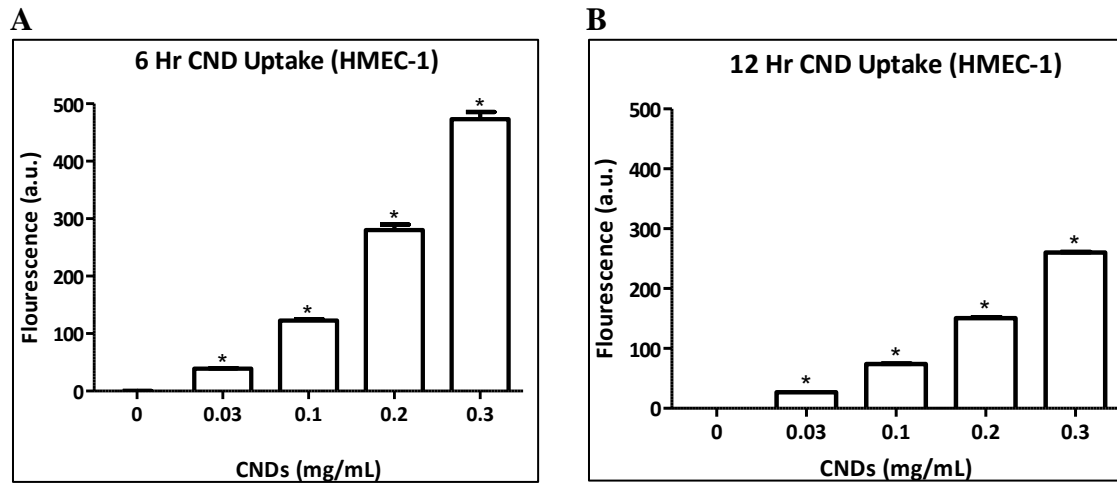 A
6 Hr CND Uptake (HMEC-1)
Flourescence (a.u.)
500
400
300
200
100
0
*
*
*
*
0 0.03 0.1 0.2 0.3
CNDs (mg/mL)
B
12 Hr CND Uptake (HMEC-1)
Flourescence (a.u.)
500
400
300
200
100
0
*
*
*
*
0 0.03 0.1 0.2 0.3
CNDs (mg/mL)